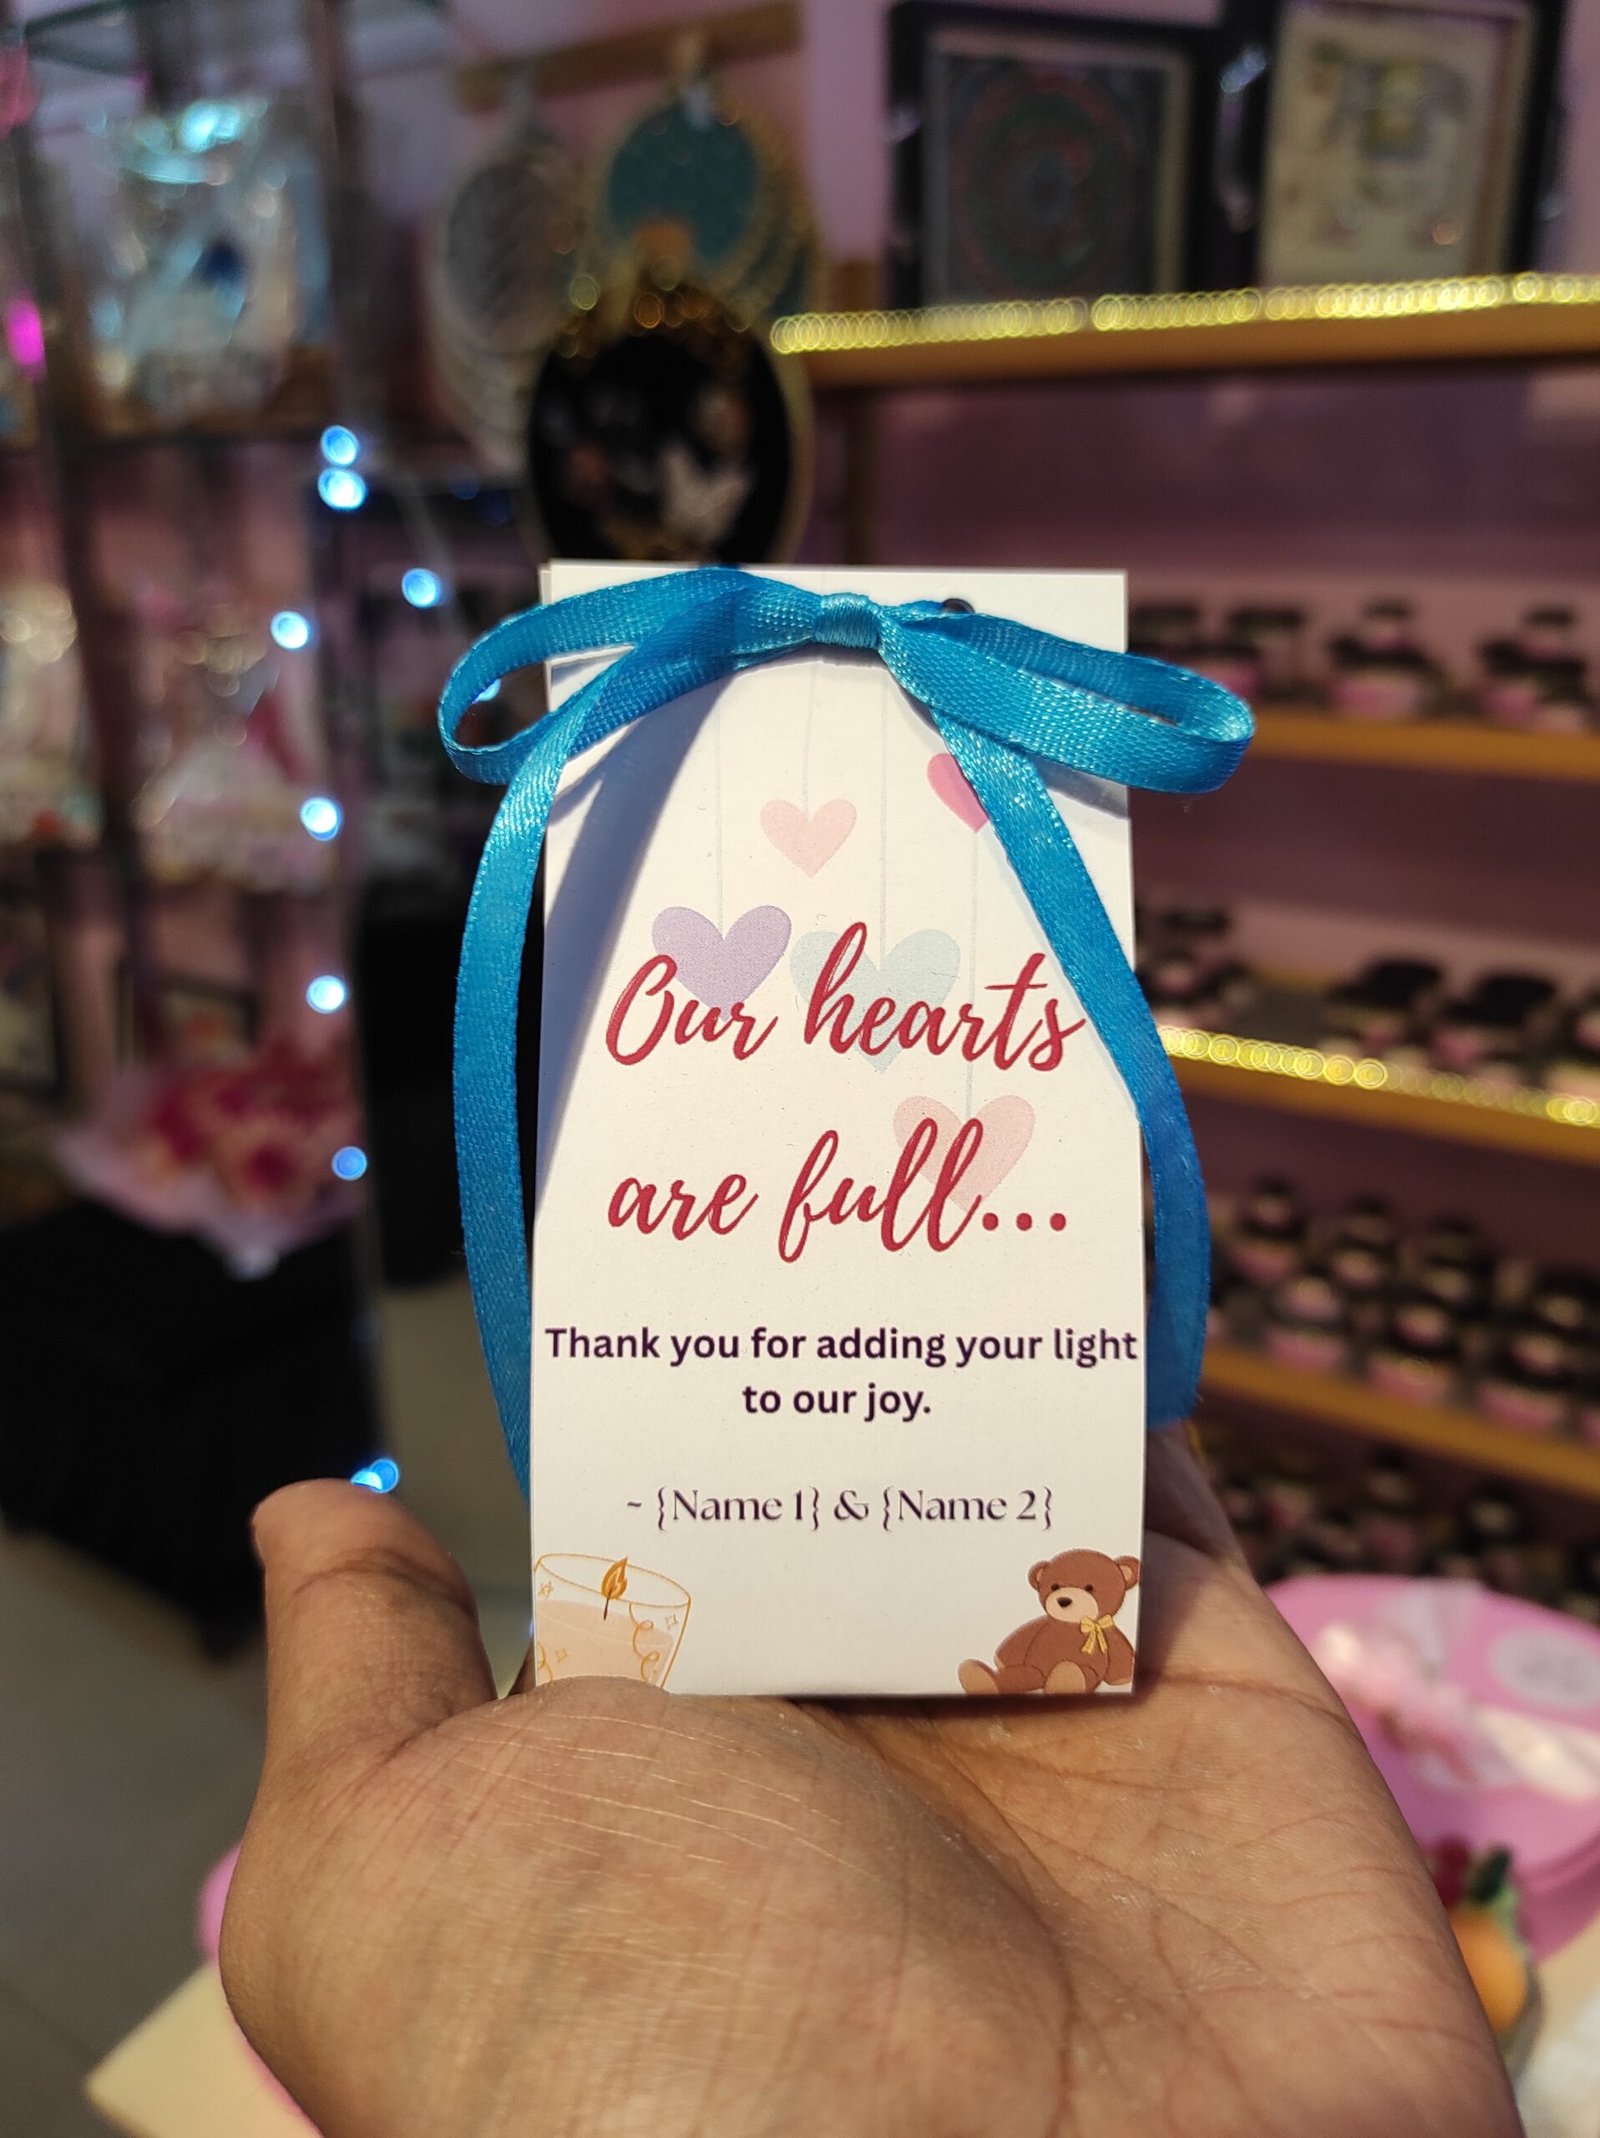 Our hearts
are full...
Thank you for adding your light
to our joy.
~ {Name 1} & {Name 2}